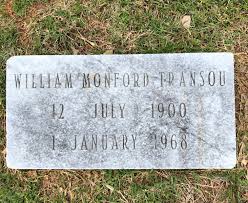 WILLIAM MONFORD TRANSOU
12 JULY 1900
1 JANUARY 1968